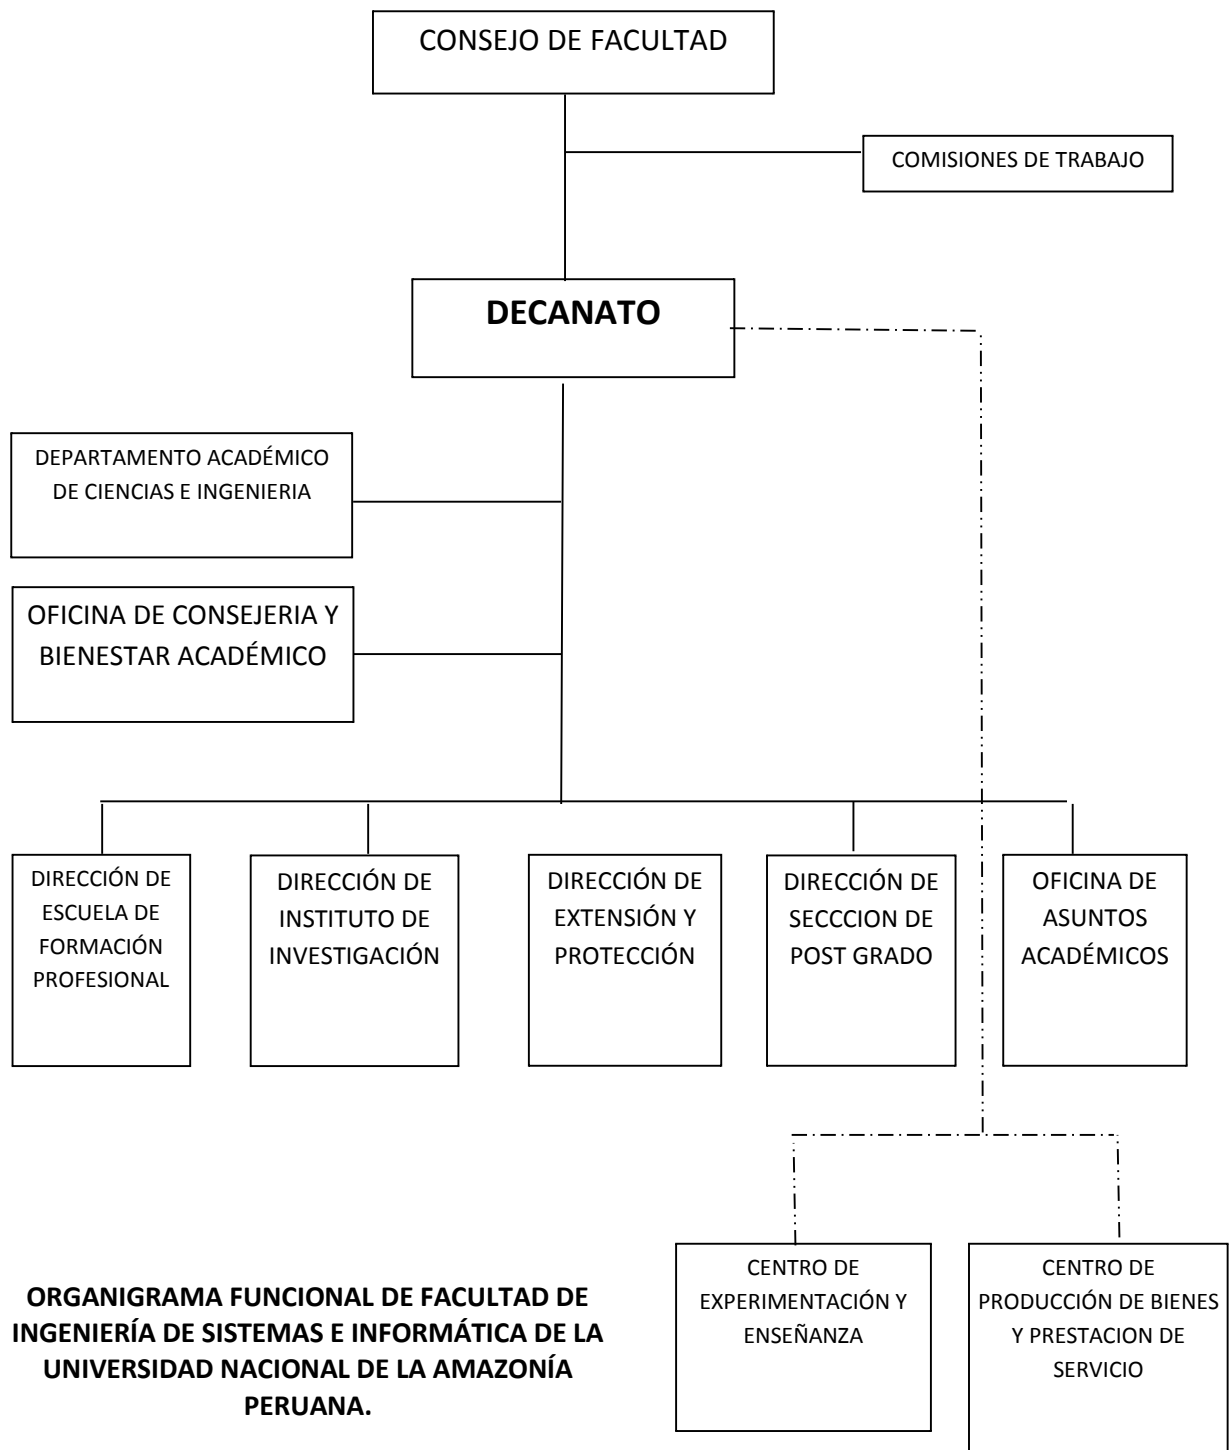 CONSEJO DE FACULTAD
COMISIONES DE TRABAJO
DECANATO
DEPARTAMENTO ACADÉMICO
DE CIENCIAS E INGENIERIA
OFICINA DE CONSEJERIA Y
BIENESTAR ACADÉMICO
DIRECCIÓN DE
ESCUELA DE
FORMACIÓN
PROFESIONAL
DIRECCIÓN DE
INSTITUTO DE
INVESTIGACIÓN
DIRECCIÓN DE
EXTENSIÓN Y
PROTECCIÓN
DIRECCIÓN DE
SECCCION DE
POST GRADO
OFICINA DE
ASUNTOS
ACADÉMICOS
CENTRO DE
EXPERIMENTACIÓN Y
ENSEÑANZA
CENTRO DE
PRODUCCIÓN DE BIENES
Y PRESTACION DE
SERVICIO
ORGANIGRAMA FUNCIONAL DE FACULTAD DE
INGENIERÍA DE SISTEMAS E INFORMÁTICA DE LA
UNIVERSIDAD NACIONAL DE LA AMAZONÍA
PERUANA.